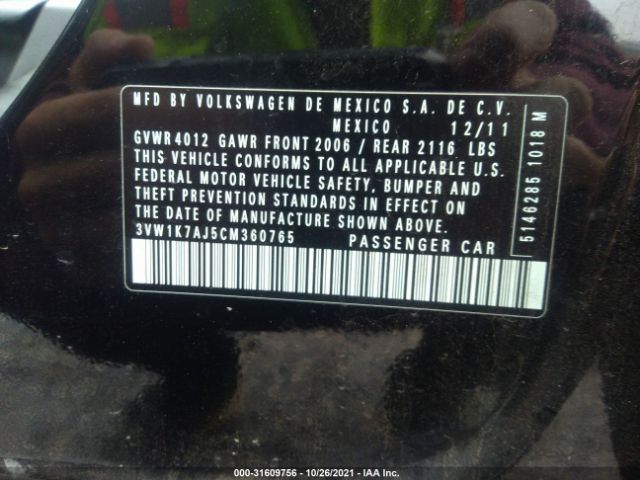 MFD BY VOLKSWAGEN DE MEXICO S.A. DE C.V.
MEXICO 12/11
GVWR 4012 GAWR FRONT 2006 / REAR 2116 LBS
THIS VEHICLE CONFORMS TO ALL APPLICABLE U.S.
FEDERAL MOTOR VEHICLE SAFETY, BUMPER AND
THEFT PREVENTION STANDARDS IN EFFECT ON
THE DATE OF MANUFACTURE SHOWN ABOVE.
3VW1K7AJ5CM360765 PASSENGER CAR
5146285 1018 M
000-31609756 - 10/26/2021 - IAA Inc.